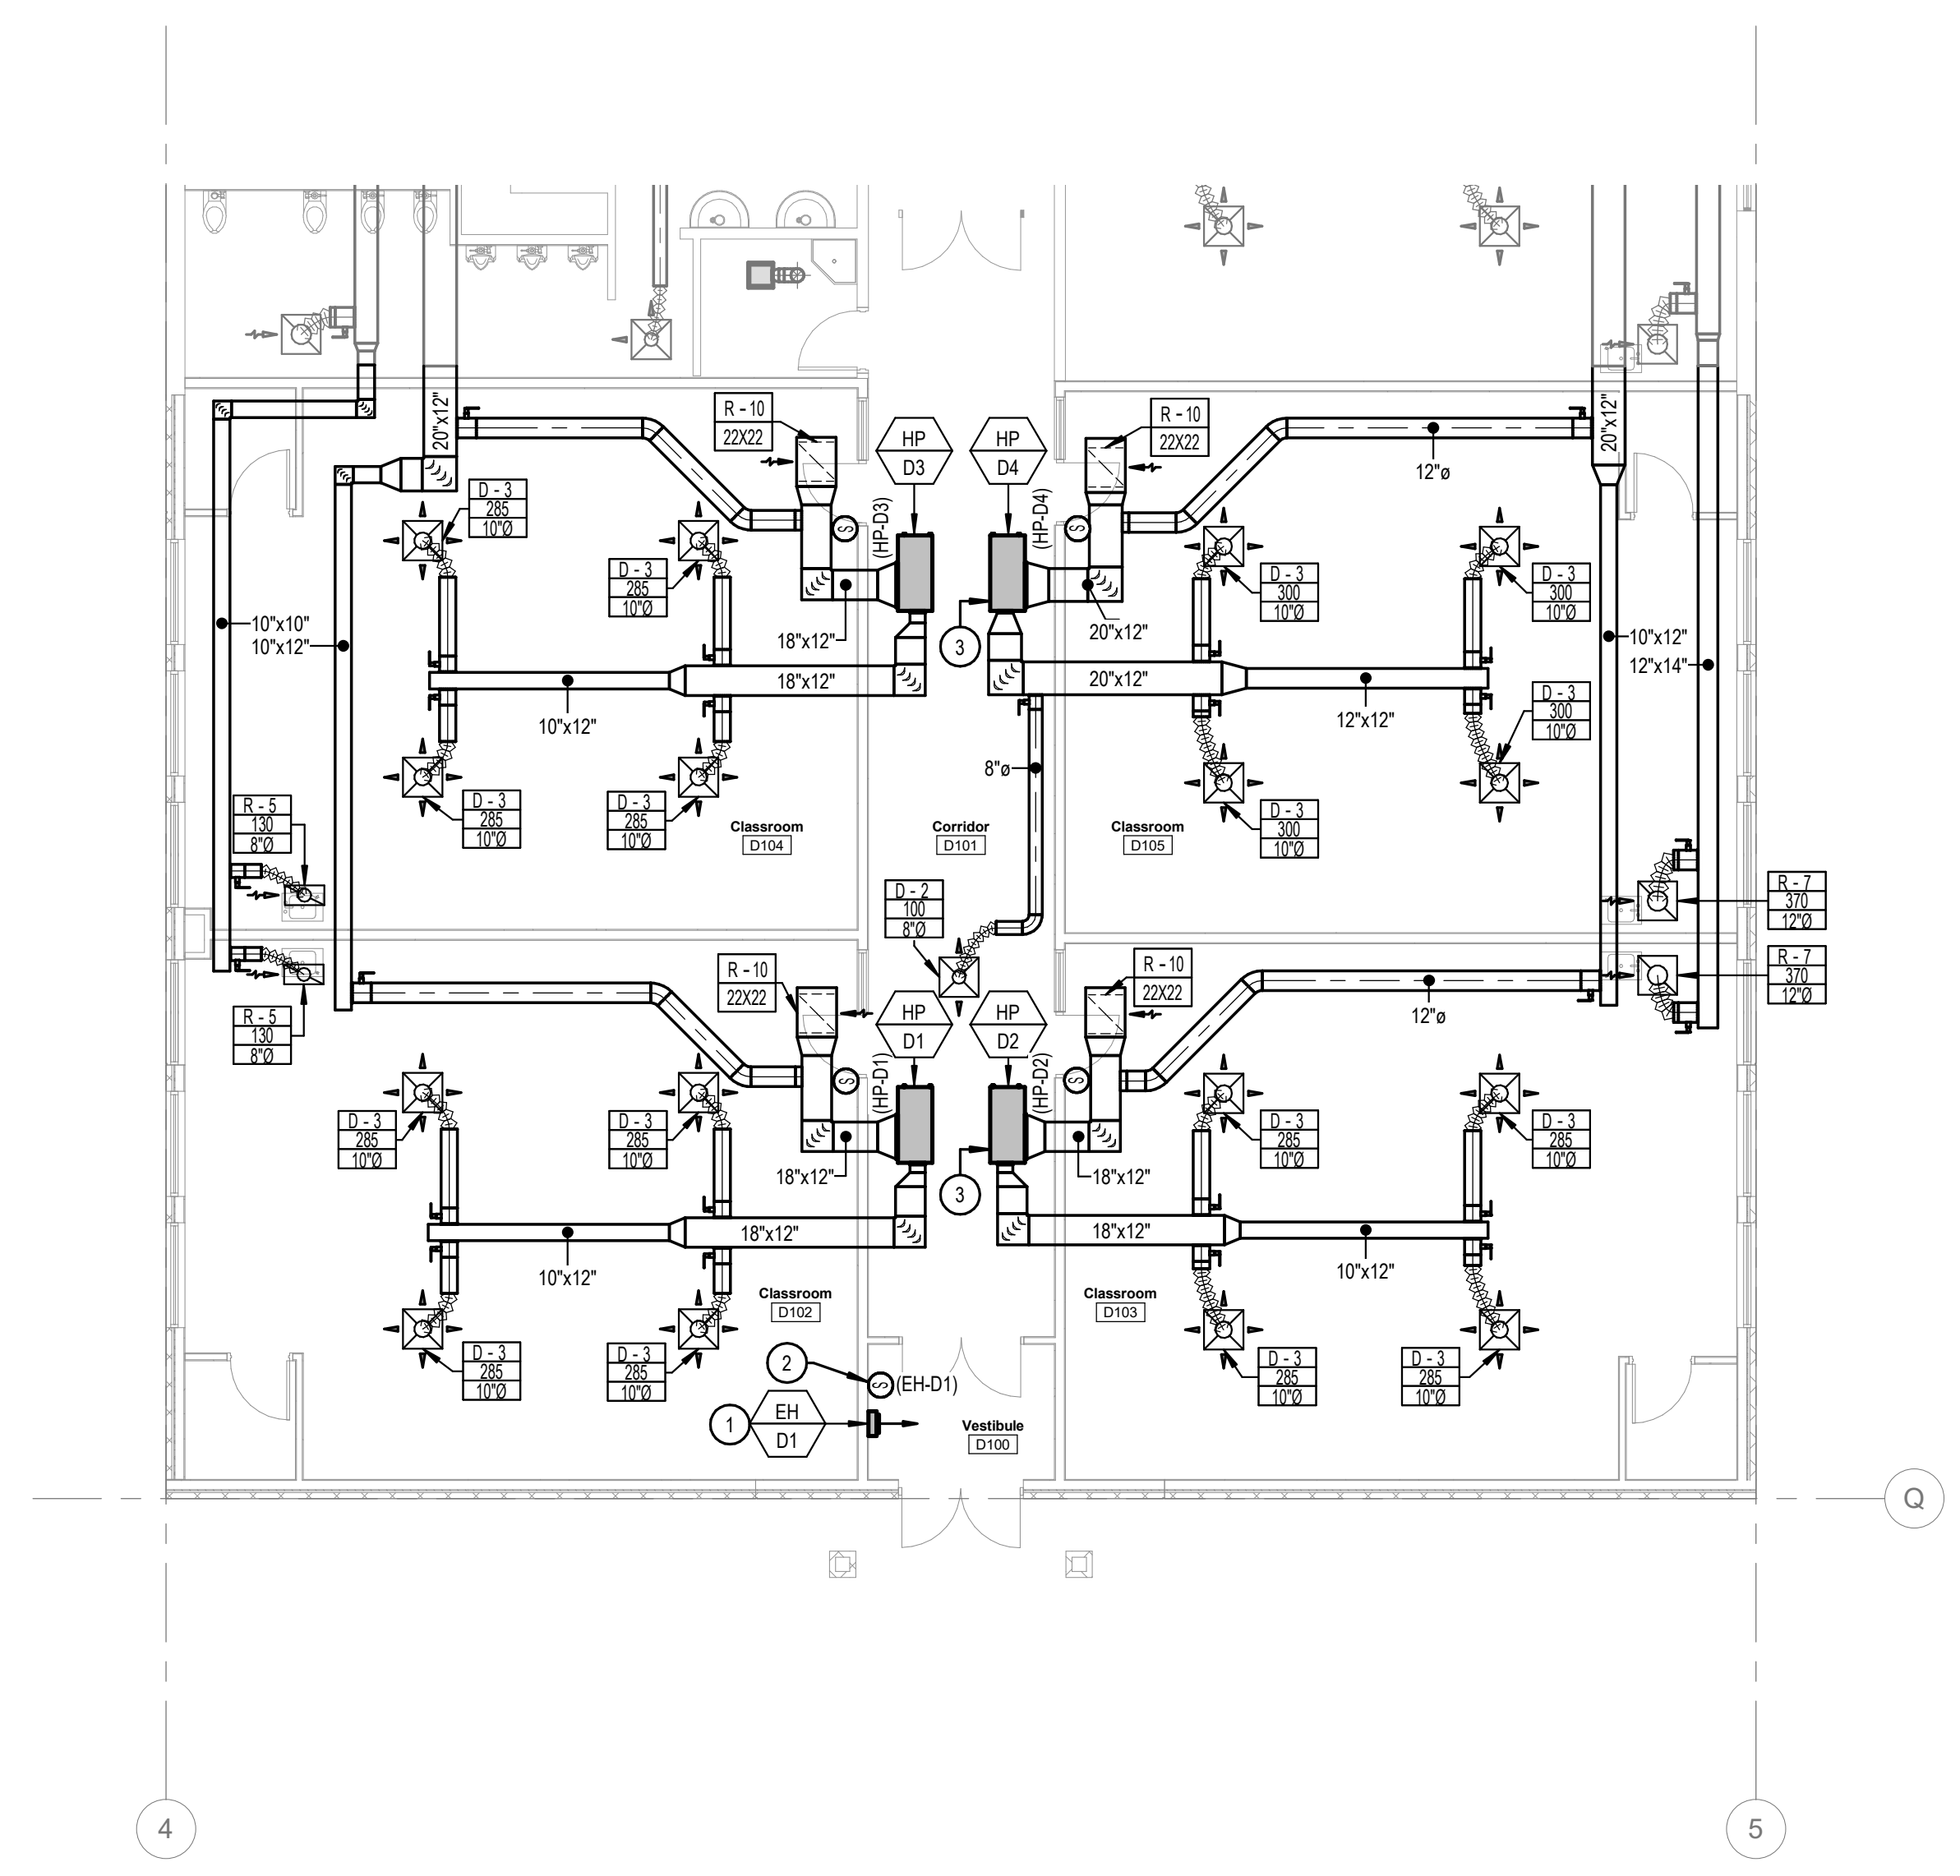 20"x12"
R - 10
22X22
HP
D3
HP
D4
R - 10
22X22
20"x12"
12"ø
D - 3
285
10"Ø
(HP-D3)
(HP-D4)
D - 3
285
10"Ø
D - 3
300
10"Ø
D - 3
300
10"Ø
10"x10"
10"x12"
18"x12"
3
20"x12"
10"x12"
12"x14"
18"x12"
20"x12"
10"x12"
12"x12"
D - 3
300
10"Ø
8"ø
R - 5
130
8"Ø
D - 3
285
10"Ø
D - 3
285
10"Ø
Classroom
D104
Corridor
D101
Classroom
D105
D - 3
300
10"Ø
D - 2
100
8"Ø
R - 7
370
12"Ø
R - 10
22X22
R - 10
22X22
R - 7
370
12"Ø
R - 5
130
8"Ø
HP
D1
HP
D2
12"ø
(HP-D1)
(HP-D2)
D - 3
285
10"Ø
D - 3
285
10"Ø
D - 3
285
10"Ø
D - 3
285
10"Ø
18"x12"
3
18"x12"
18"x12"
18"x12"
10"x12"
10"x12"
Classroom
D102
Classroom
D103
D - 3
285
10"Ø
D - 3
285
10"Ø
2
S
(EH-D1)
D - 3
285
10"Ø
D - 3
285
10"Ø
1
EH
D1
Vestibule
D100
S
S
S
S
Q
4
5